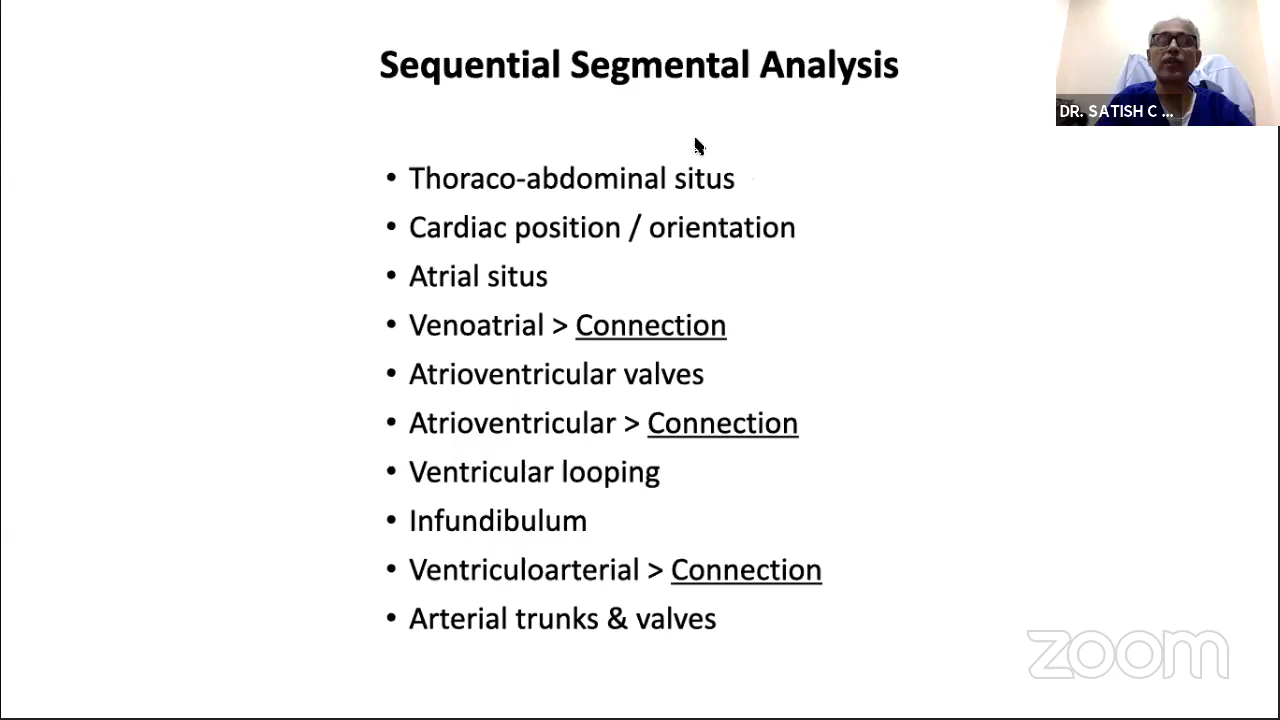 Sequential Segmental Analysis
DR. SATISH C ...
• Thoraco-abdominal situs
• Cardiac position / orientation
• Atrial situs
• Venoatrial > Connection
• Atrioventricular valves
• Atrioventricular > Connection
• Ventricular looping
• Infundibulum
• Ventriculoarterial > Connection
• Arterial trunks & valves
zoom